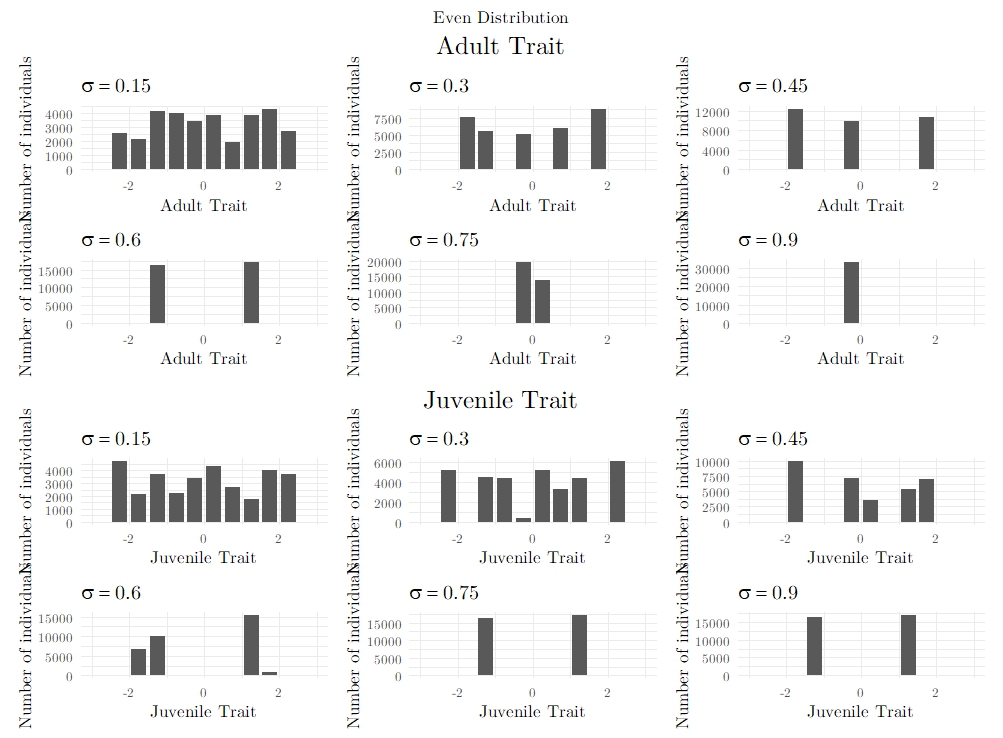 Even Distribution
Adult Trait
σ = 0.15
Number of individuals
4000
3000
2000
1000
0
-2 0 2
Adult Trait
σ = 0.3
Number of individuals
7500
5000
2500
0
-2 0 2
Adult Trait
σ = 0.45
Number of individuals
12000
8000
4000
0
-2 0 2
Adult Trait
σ = 0.6
Number of individuals
15000
10000
5000
0
-2 0 2
Adult Trait
σ = 0.75
Number of individuals
20000
15000
10000
5000
0
-2 0 2
Adult Trait
σ = 0.9
Number of individuals
30000
20000
10000
0
-2 0 2
Adult Trait
Juvenile Trait
σ = 0.15
Number of individuals
4000
3000
2000
1000
0
-2 0 2
Juvenile Trait
σ = 0.3
Number of individuals
6000
4000
2000
0
-2 0 2
Juvenile Trait
σ = 0.45
Number of individuals
10000
7500
5000
2500
0
-2 0 2
Juvenile Trait
σ = 0.6
Number of individuals
15000
10000
5000
0
-2 0 2
Juvenile Trait
σ = 0.75
Number of individuals
15000
10000
5000
0
-2 0 2
Juvenile Trait
σ = 0.9
Number of individuals
15000
10000
5000
0
-2 0 2
Juvenile Trait